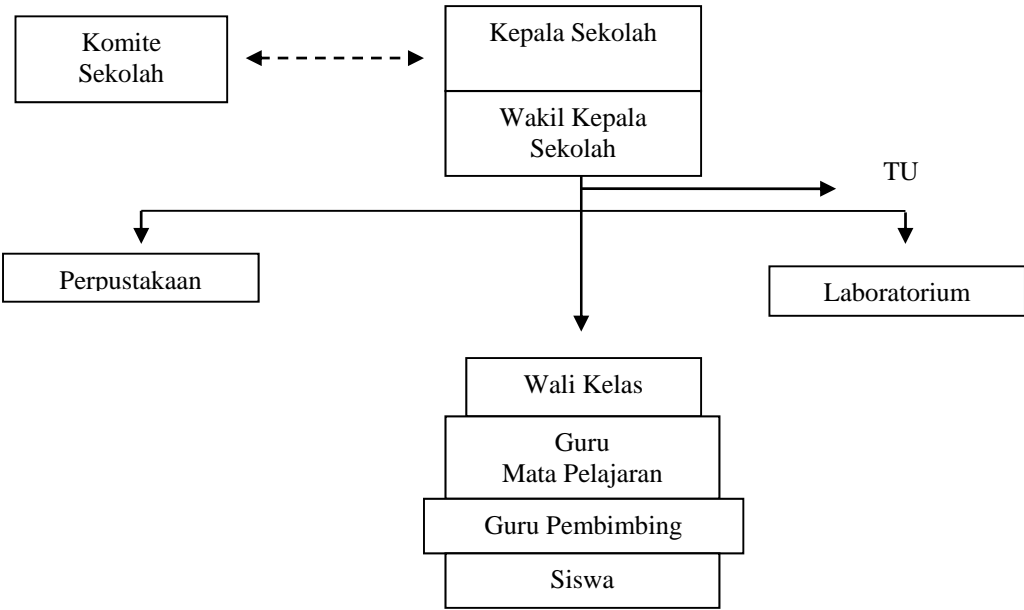 Komite
Sekolah
Kepala Sekolah
Wakil Kepala
Sekolah
TU
Perpustakaan
Laboratorium
Wali Kelas
Guru
Mata Pelajaran
Guru Pembimbing
Siswa